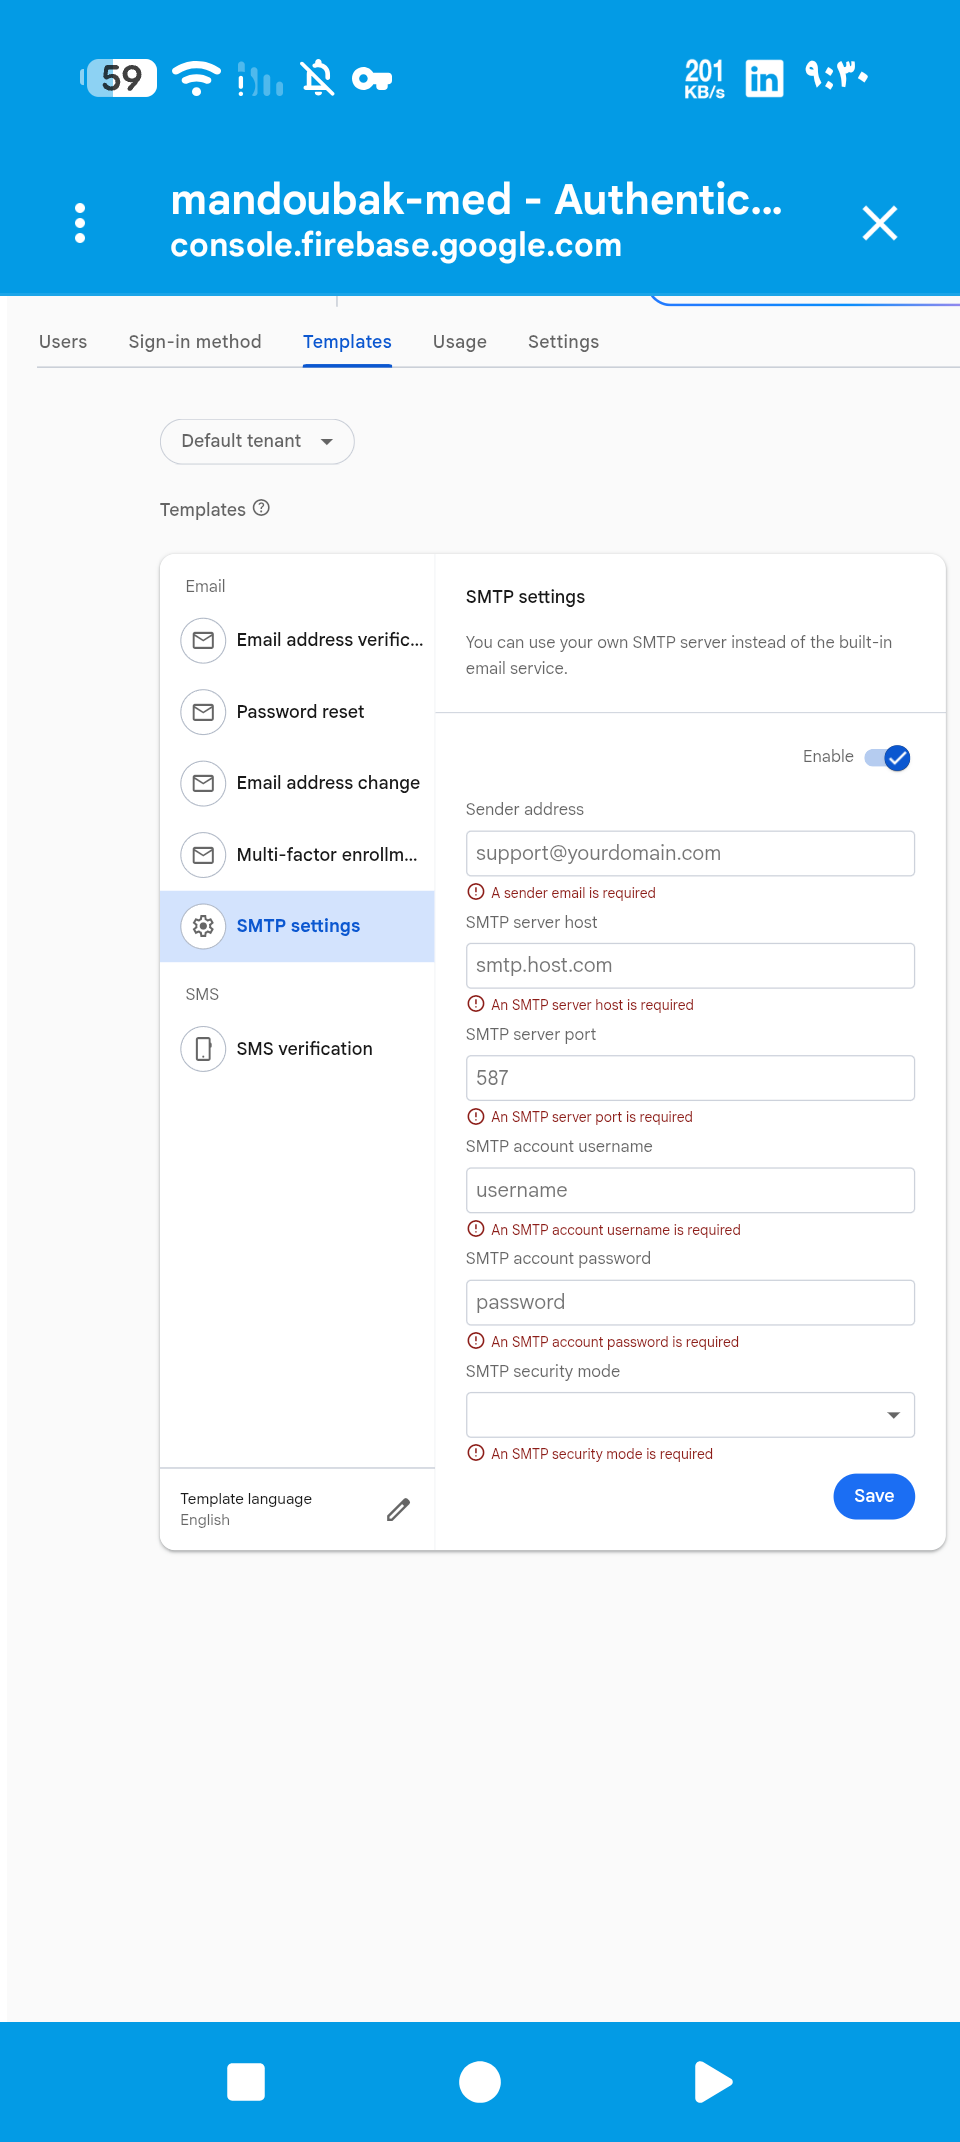 59
201
KB/s
in
٩:٣٠
mandoubak-med - Authentic...
console.firebase.google.com
Users
Sign-in method
Templates
Usage
Settings
Default tenant
Templates
Email
Email address verific...
Password reset
Email address change
Multi-factor enrollm...
SMTP settings
SMS
SMS verification
Template language
English
SMTP settings
You can use your own SMTP server instead of the built-in
email service.
Enable
Sender address
support@yourdomain.com
A sender email is required
SMTP server host
smtp.host.com
An SMTP server host is required
SMTP server port
587
An SMTP server port is required
SMTP account username
username
An SMTP account username is required
SMTP account password
password
An SMTP account password is required
SMTP security mode
An SMTP security mode is required
Save